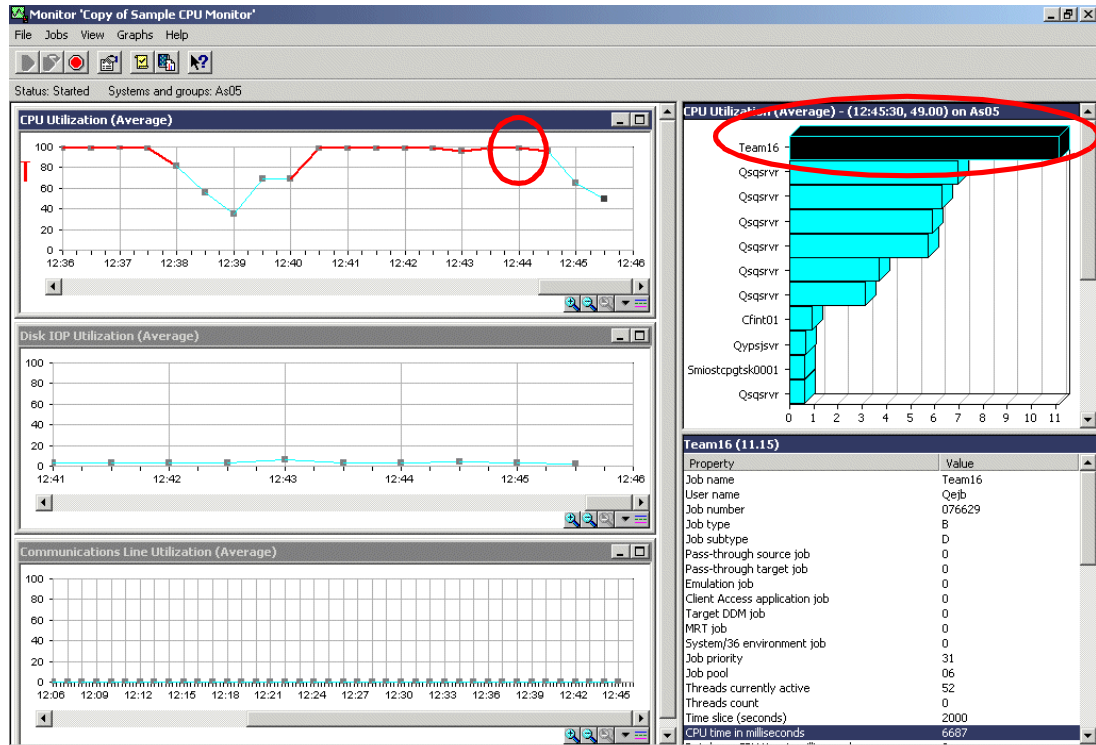 Monitor 'Copy of Sample CPU Monitor'
File Jobs View Graphs Help
Status: Started Systems and groups: As05
CPU Utilization (Average)
100
80
60
40
20
0
12:36 12:37 12:38 12:39 12:40 12:41 12:42 12:43 12:44 12:45 12:46
T
Disk IOP Utilization (Average)
100
80
60
40
20
0
12:41 12:42 12:43 12:44 12:45 12:46
Communications Line Utilization (Average)
100
80
60
40
20
0
12:06 12:09 12:12 12:15 12:18 12:21 12:24 12:27 12:30 12:33 12:36 12:39 12:42 12:45
CPU Utilization (Average) - (12:45:30, 49.00) on As05
Team16
Qsqsrvr
Qsqsrvr
Qsqsrvr
Qsqsrvr
Qsqsrvr
Qsqsrvr
Cfint01
Qypsjsvr
Smiostcpgtsk0001
Qsqsrvr
0 1 2 3 4 5 6 7 8 9 10 11
Team16 (11.15)
Property Value
Job name Team16
User name Qejb
Job number 076629
Job type B
Job subtype D
Pass-through source job 0
Pass-through target job 0
Emulation job 0
Client Access application job 0
Target DDM job 0
MRT job 0
System/36 environment job 0
Job priority 31
Job pool 06
Threads currently active 52
Threads count 0
Time slice (seconds) 2000
CPU time in milliseconds 6687